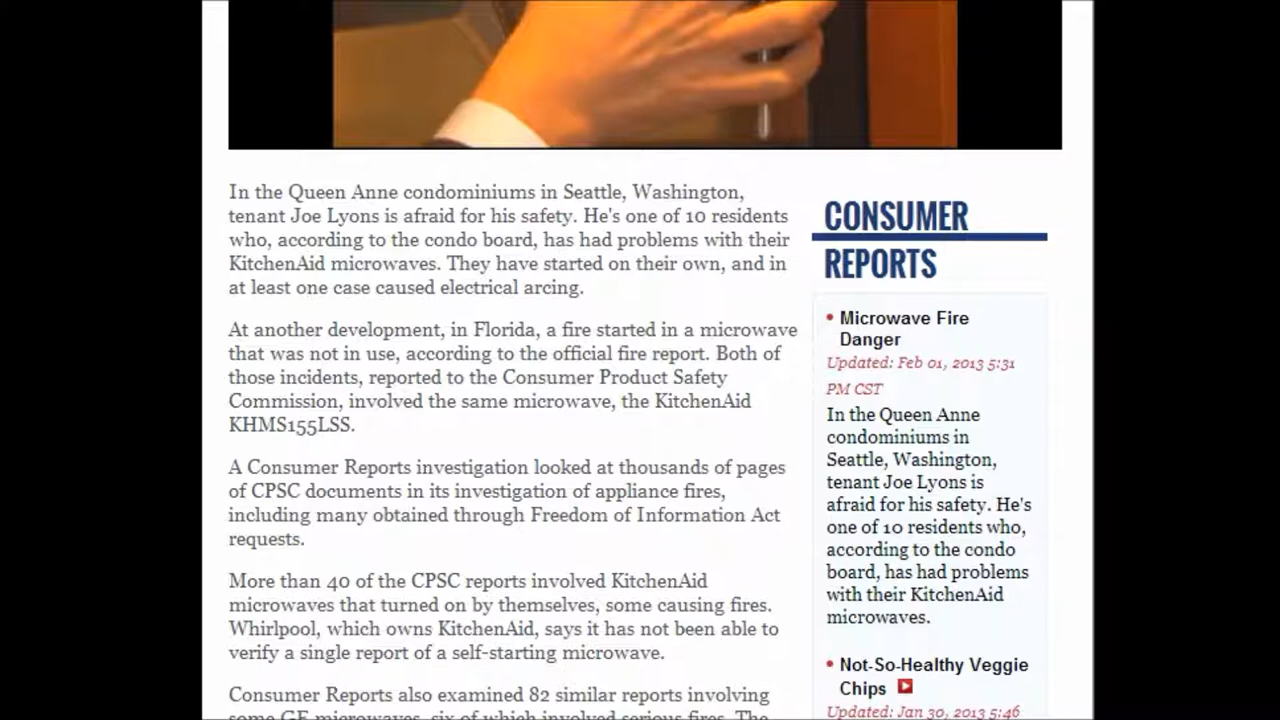 In the Queen Anne condominiums in Seattle, Washington,
tenant Joe Lyons is afraid for his safety. He's one of 10 residents
who, according to the condo board, has had problems with their
KitchenAid microwaves. They have started on their own, and in
at least one case caused electrical arcing.
At another development, in Florida, a fire started in a microwave
that was not in use, according to the official fire report. Both of
those incidents, reported to the Consumer Product Safety
Commission, involved the same microwave, the KitchenAid
KHMS155LSS.
A Consumer Reports investigation looked at thousands of pages
of CPSC documents in its investigation of appliance fires,
including many obtained through Freedom of Information Act
requests.
More than 40 of the CPSC reports involved KitchenAid
microwaves that turned on by themselves, some causing fires.
Whirlpool, which owns KitchenAid, says it has not been able to
verify a single report of a self-starting microwave.
Consumer Reports also examined 82 similar reports involving
some GE microwaves, six of which involved serious fires. The
CONSUMER
REPORTS
• Microwave Fire
Danger
Updated: Feb 01, 2013 5:31
PM CST
In the Queen Anne
condominiums in
Seattle, Washington,
tenant Joe Lyons is
afraid for his safety. He's
one of 10 residents who,
according to the condo
board, has had problems
with their KitchenAid
microwaves.
• Not-So-Healthy Veggie
Chips
Updated: Jan 30, 2013 5:46